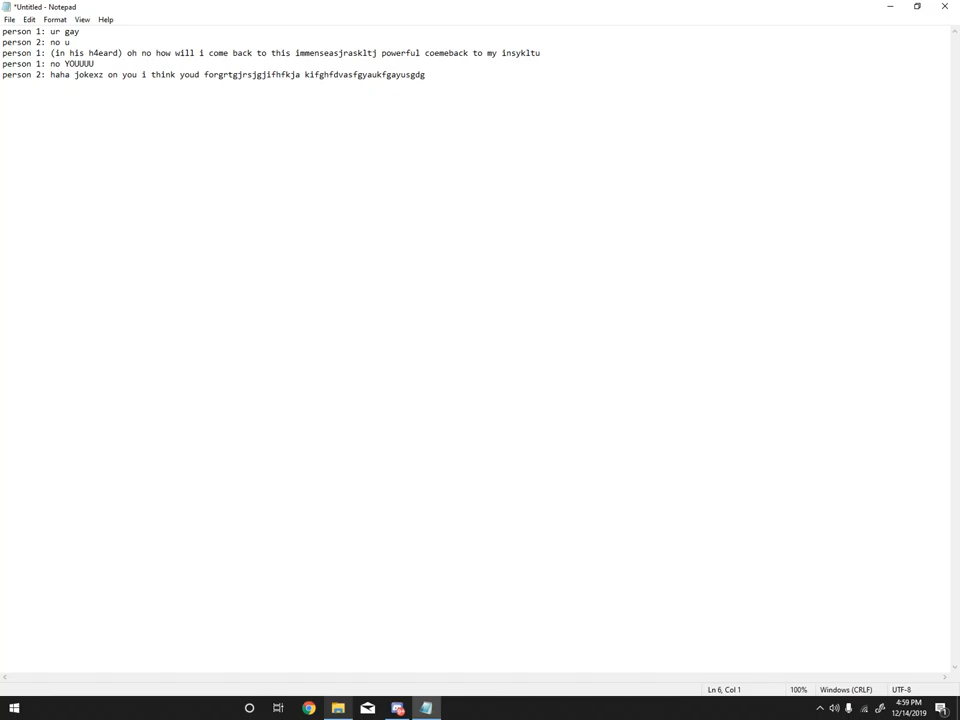 *Untitled - Notepad
File Edit Format View Help
person 1: ur gay
person 2: no u
person 1: (in his h4eard) oh no how will i come back to this immenseasjraskltj powerful coemeback to my insykltu
person 1: no YOUUUU
person 2: haha jokexz on you i think youd forgrtgjrsjgjifhfkja kifghfdvasfgyaukfgayusgdg
Ln 6, Col 1 100% Windows (CRLF) UTF-8
4:59 PM
12/14/2019